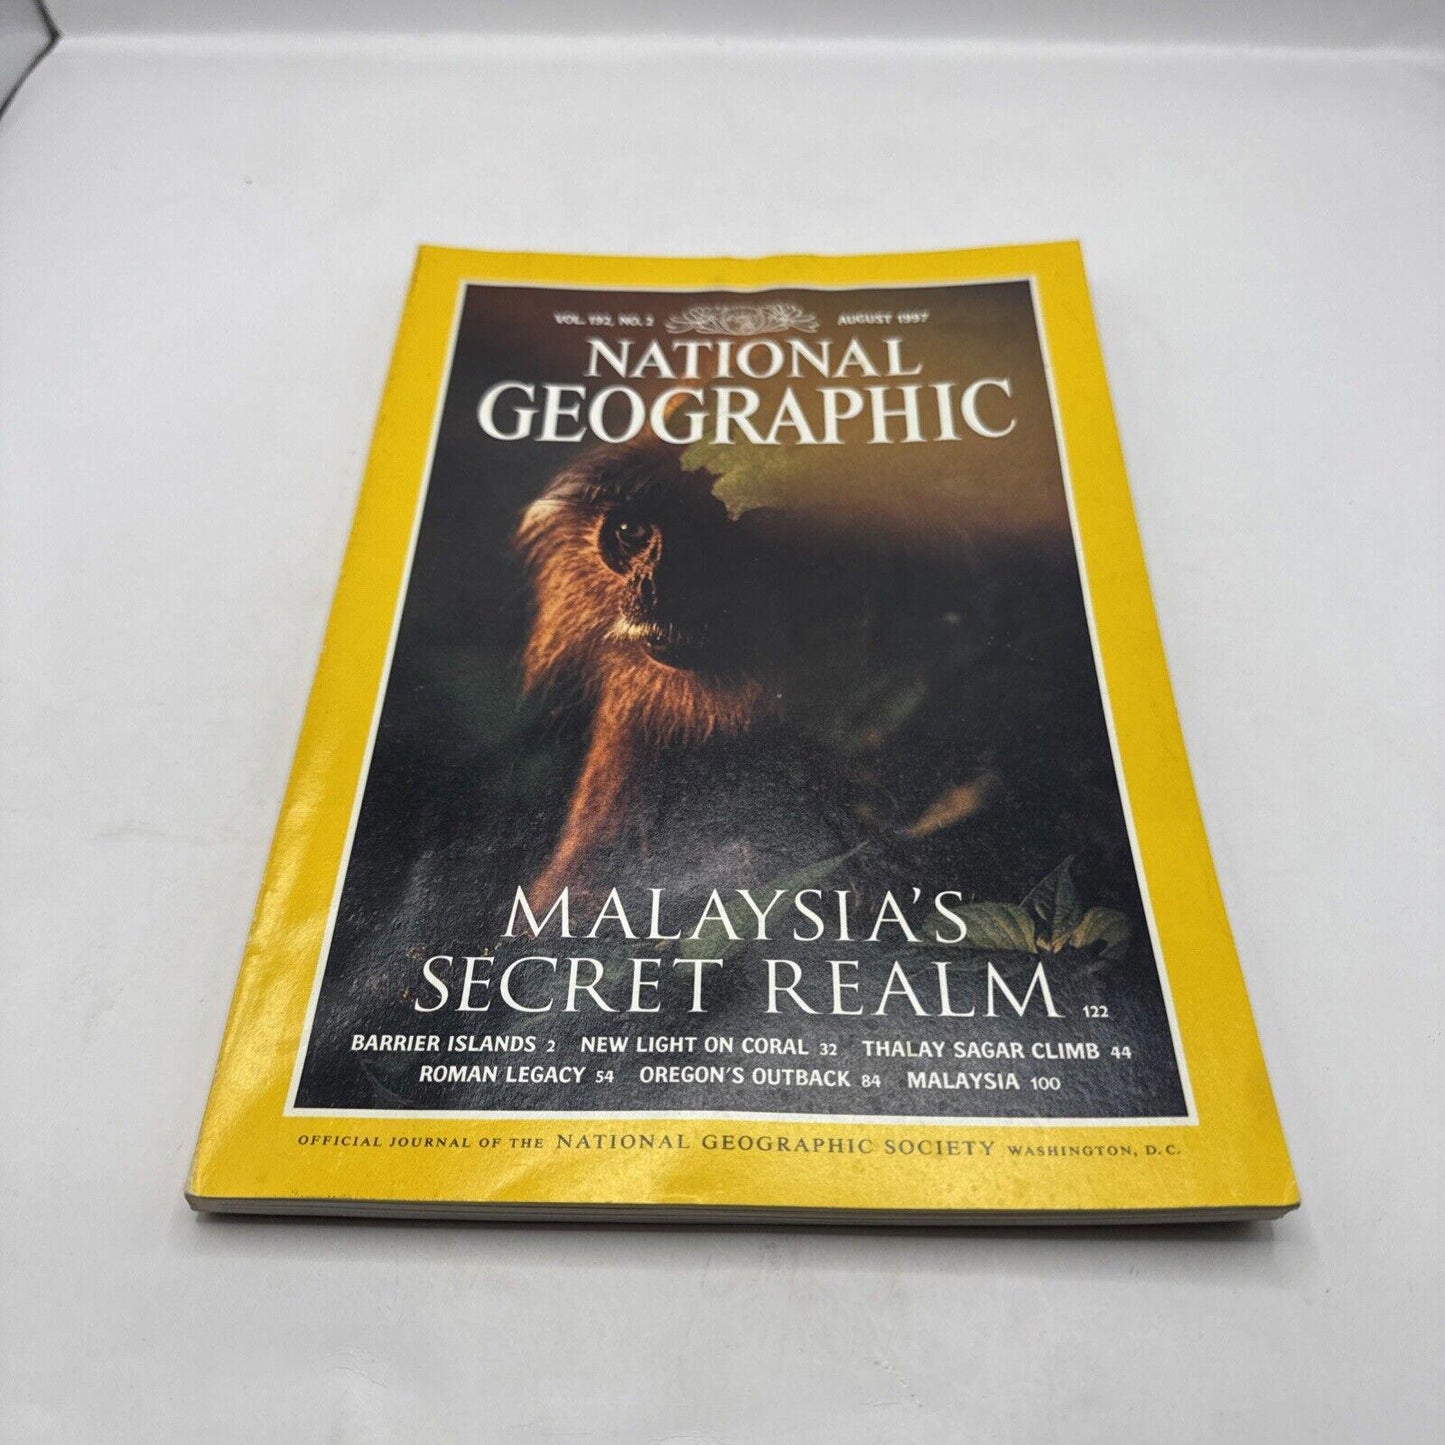 VOL. 192, NO. 2 AUGUST 1997
NATIONAL
GEOGRAPHIC
MALAYSIA'S
SECRET REALM 122
BARRIER ISLANDS 2 NEW LIGHT ON CORAL 32 THALAY SAGAR CLIMB 44
ROMAN LEGACY 54 OREGON'S OUTBACK 84 MALAYSIA 100
OFFICIAL JOURNAL OF THE NATIONAL GEOGRAPHIC SOCIETY WASHINGTON, D.C.